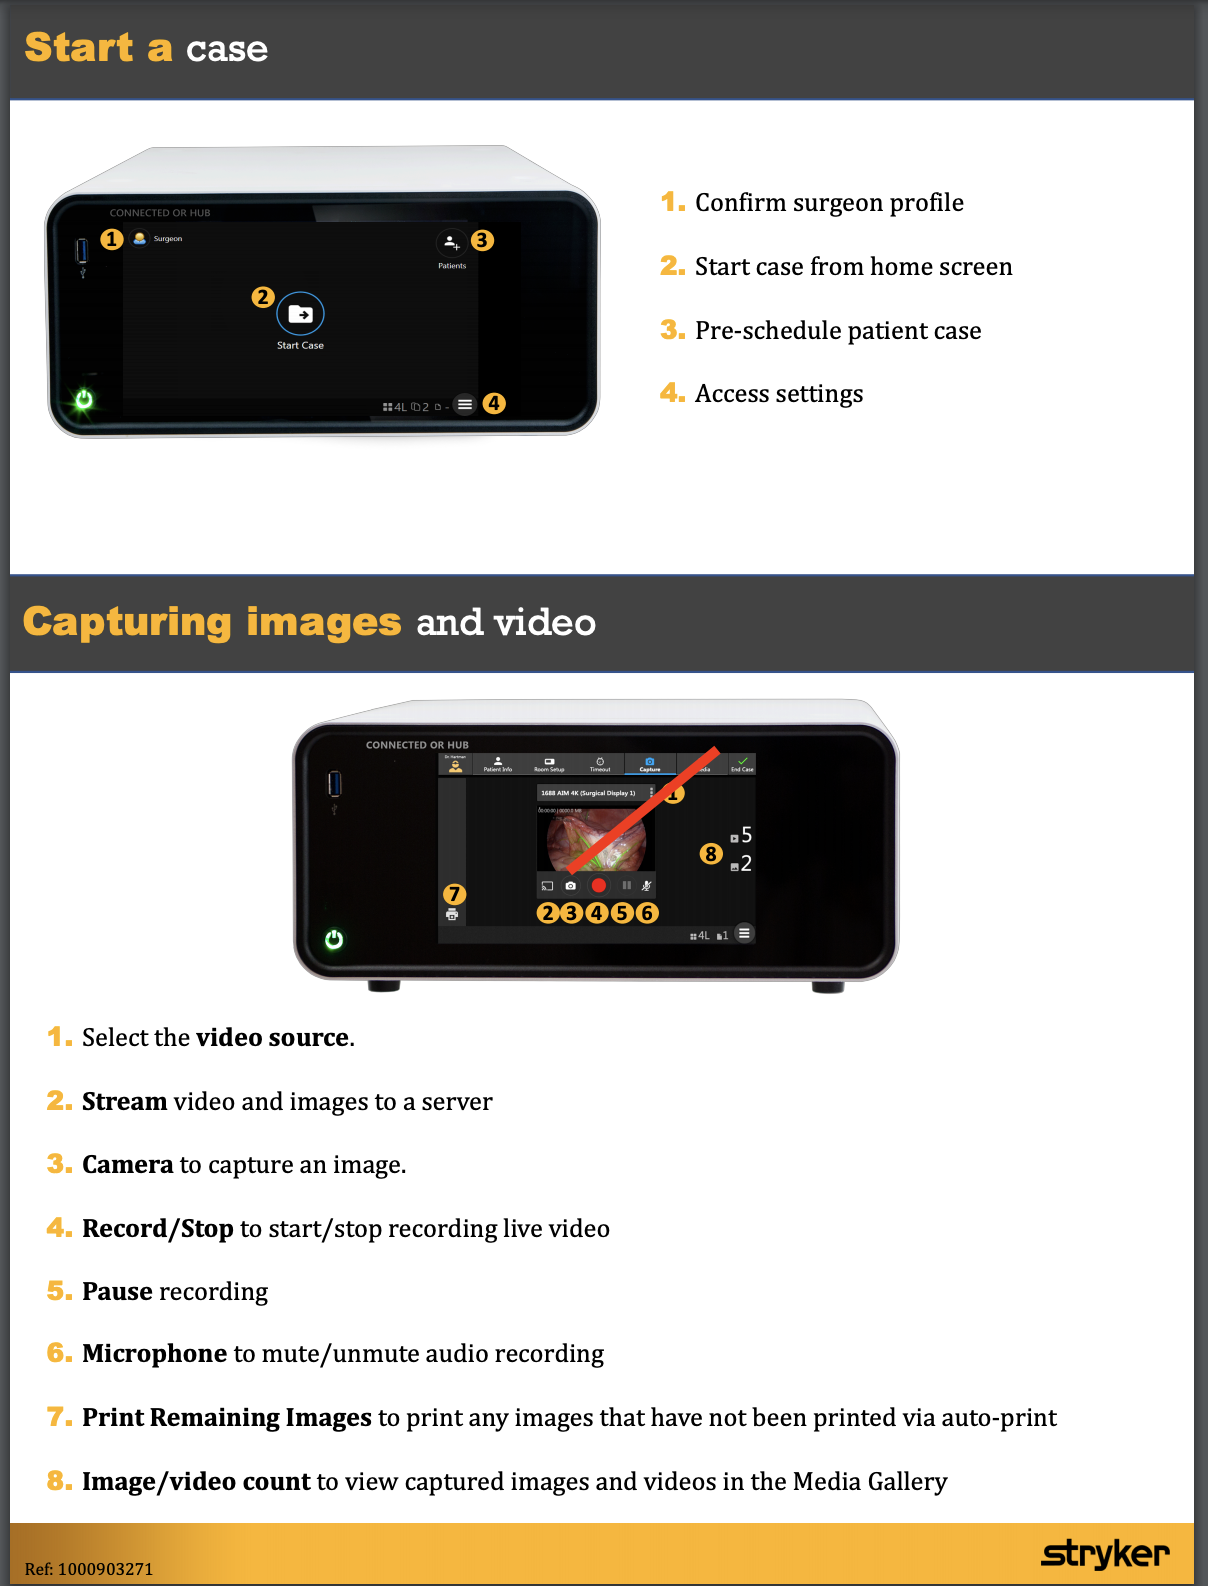 Start a case
CONNECTED OR HUB
1 Surgeon
3
Patients
2
Start Case
4L 2 - 4
1. Confirm surgeon profile
2. Start case from home screen
3. Pre-schedule patient case
4. Access settings
Capturing images and video
CONNECTED OR HUB
Dr. Hartman
Patient Info Room Setup Timeout Capture End Case
1688 AIM 4K (Surgical Display 1)
1
8
5
2
7
2 3 4 5 6
4L 1
1. Select the video source.
2. Stream video and images to a server
3. Camera to capture an image.
4. Record/Stop to start/stop recording live video
5. Pause recording
6. Microphone to mute/unmute audio recording
7. Print Remaining Images to print any images that have not been printed via auto-print
8. Image/video count to view captured images and videos in the Media Gallery
Ref: 1000903271
stryker